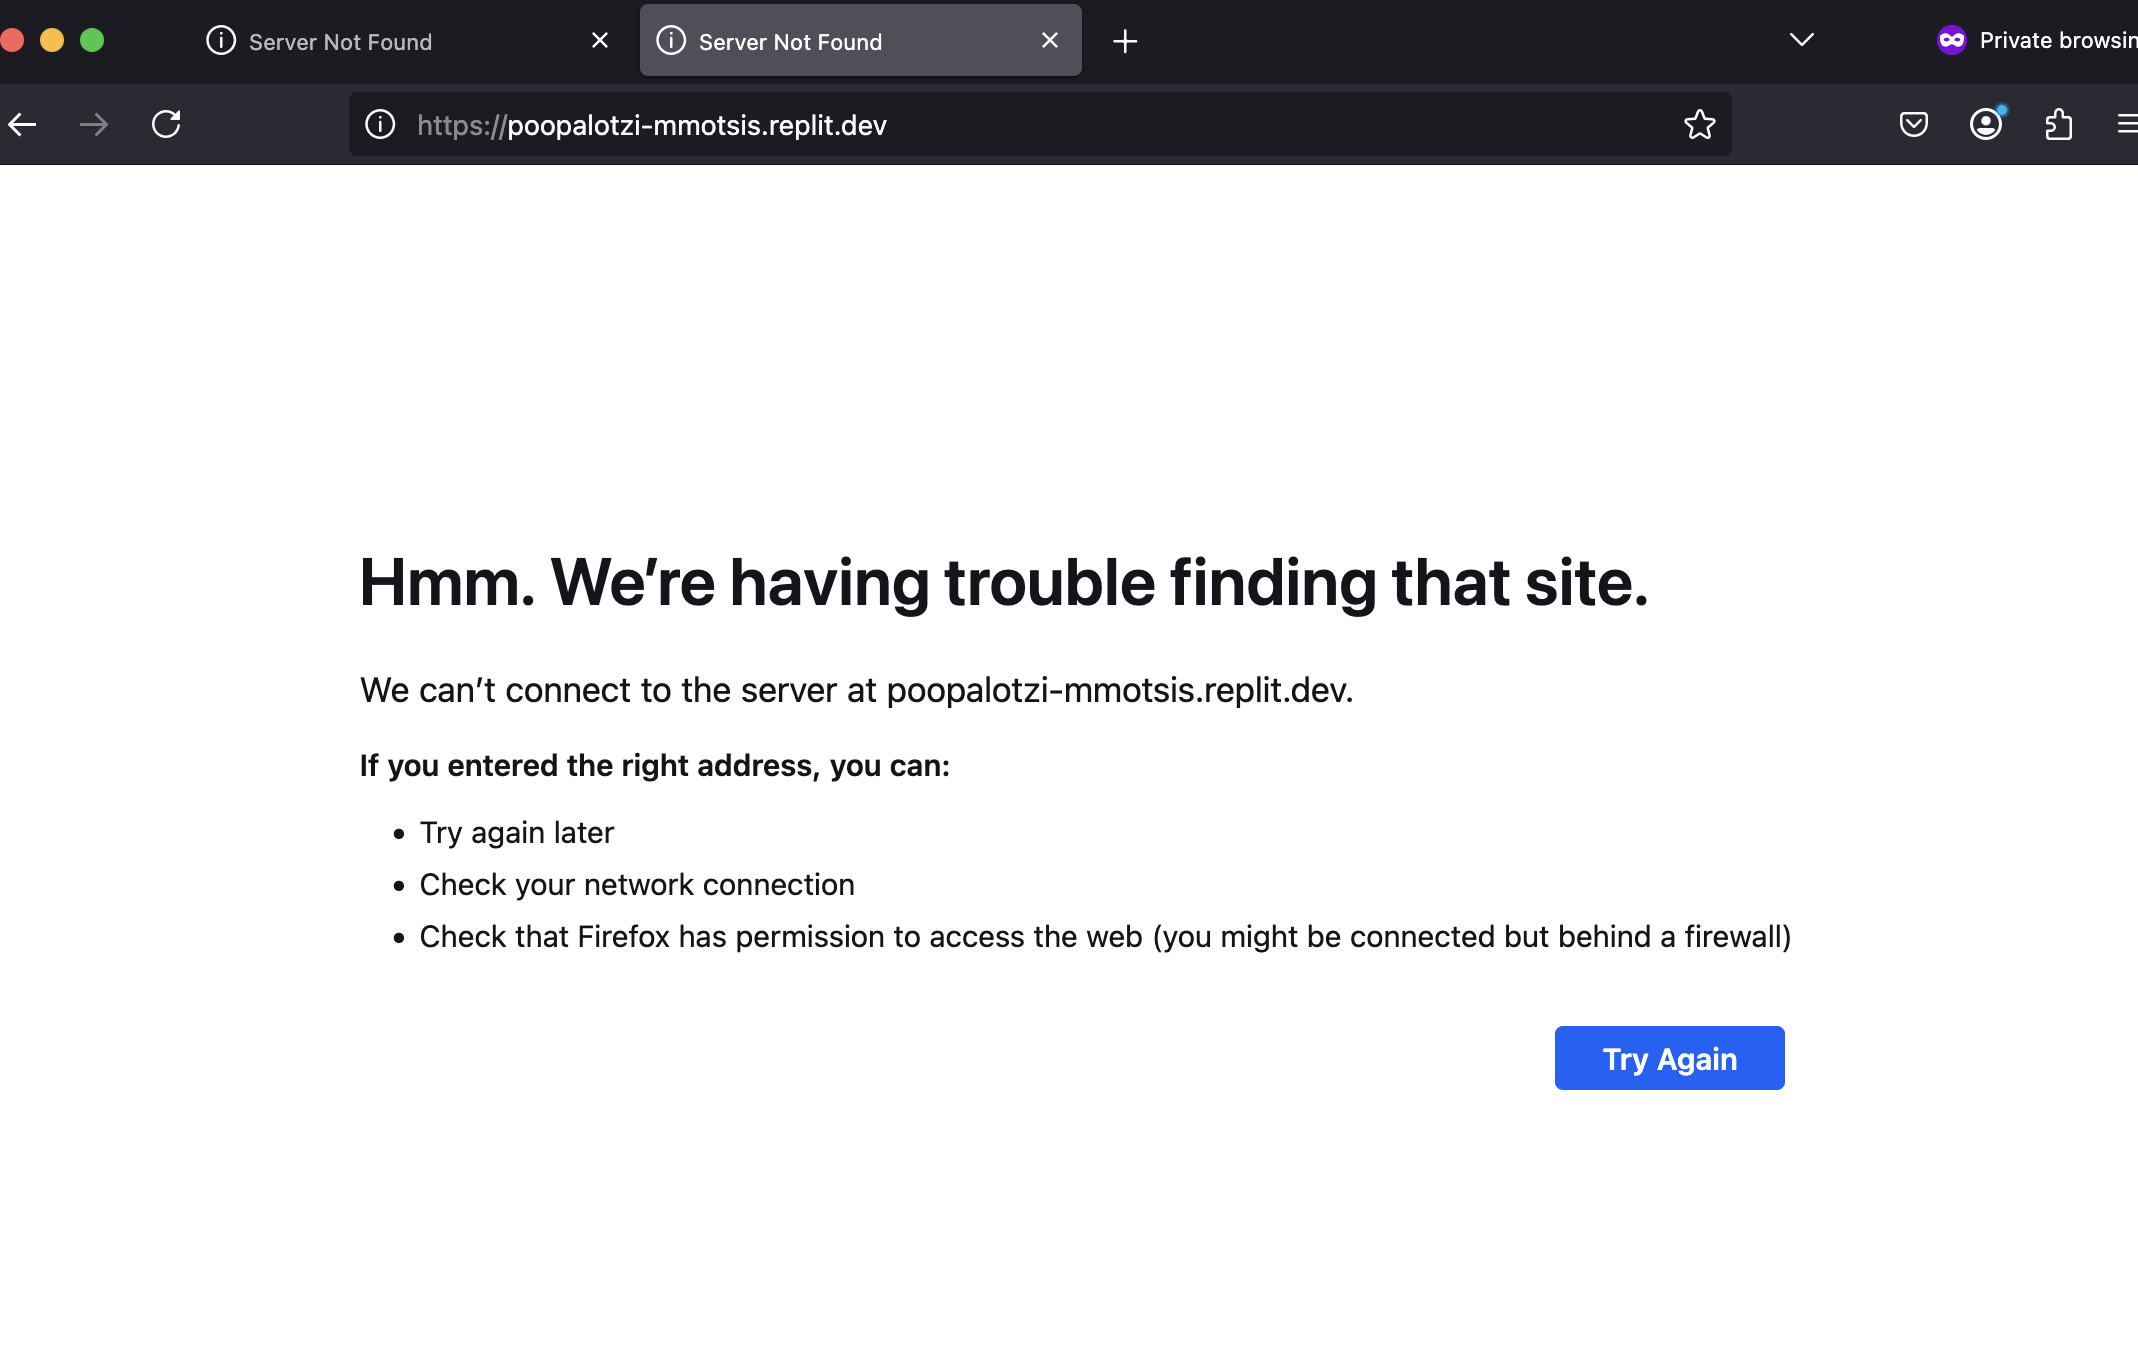 Server Not Found
Server Not Found
Private browsin
https://poopalotzi-mmotsis.replit.dev
Hmm. We’re having trouble finding that site.
We can’t connect to the server at poopalotzi-mmotsis.replit.dev.
If you entered the right address, you can:
• Try again later
• Check your network connection
• Check that Firefox has permission to access the web (you might be connected but behind a firewall)
Try Again